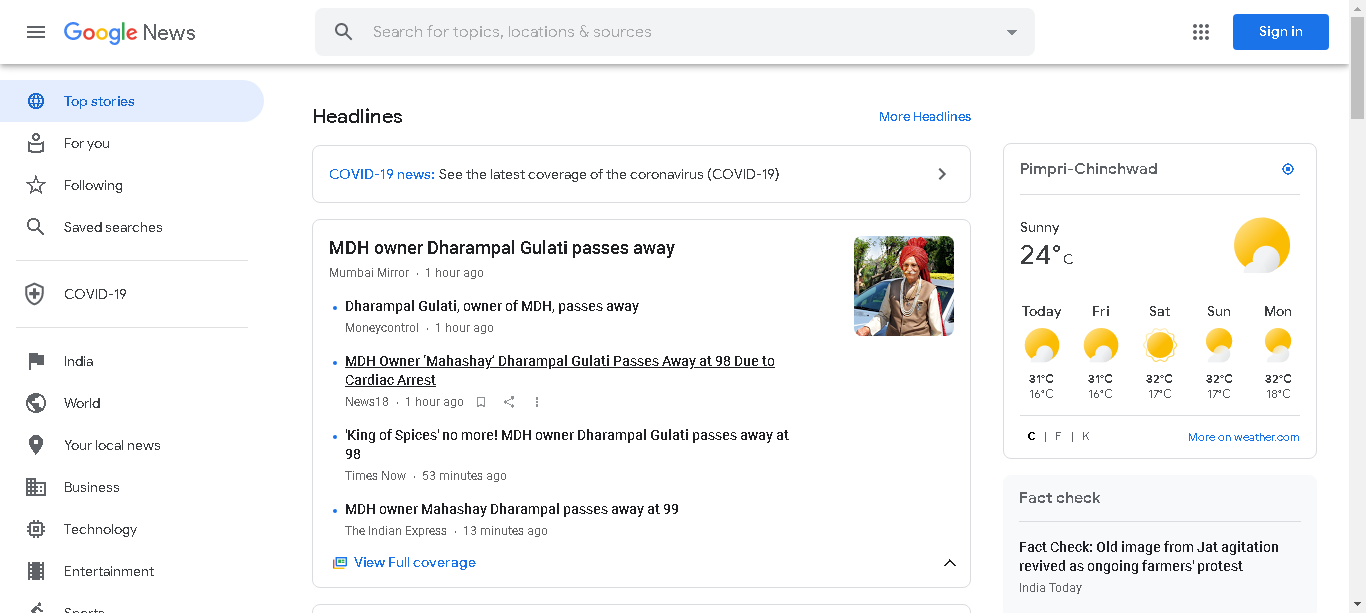 Google News
Search for topics, locations & sources
Sign in
Top stories
For you
Following
Saved searches
COVID-19
India
World
Your local news
Business
Technology
Entertainment
Sports
Headlines
More Headlines
COVID-19 news: See the latest coverage of the coronavirus (COVID-19)
MDH owner Dharampal Gulati passes away
Mumbai Mirror · 1 hour ago
Dharampal Gulati, owner of MDH, passes away
Moneycontrol · 1 hour ago
MDH Owner 'Mahashay' Dharampal Gulati Passes Away at 98 Due to
Cardiac Arrest
News18 · 1 hour ago
'King of Spices' no more! MDH owner Dharampal Gulati passes away at
98
Times Now · 53 minutes ago
MDH owner Mahashay Dharampal passes away at 99
The Indian Express · 13 minutes ago
View Full coverage
Pimpri-Chinchwad
Sunny
24°C
Today Fri Sat Sun Mon
31°C 31°C 32°C 32°C 32°C
16°C 16°C 17°C 17°C 18°C
C | F | K
More on weather.com
Fact check
Fact Check: Old image from Jat agitation
revived as ongoing farmers' protest
India Today